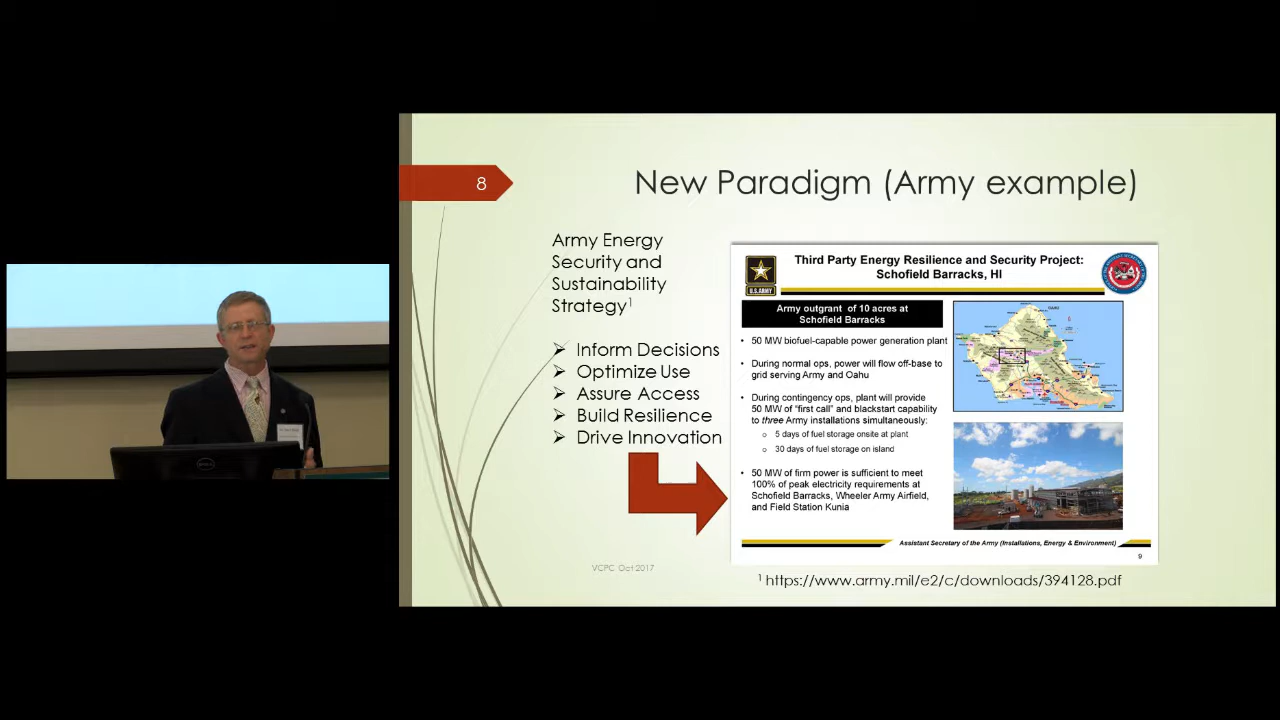 8
New Paradigm (Army example)
Army Energy
Security and
Sustainability
Strategy1
Inform Decisions
Optimize Use
Assure Access
Build Resilience
Drive Innovation
U.S.ARMY
Third Party Energy Resilience and Security Project:
Schofield Barracks, HI
Army outgrant of 10 acres at
Schofield Barracks
• 50 MW biofuel-capable power generation plant
• During normal ops, power will flow off-base to
grid serving Army and Oahu
• During contingency ops, plant will provide
50 MW of “first call” and blackstart capability
to three Army installations simultaneously:
o 5 days of fuel storage onsite at plant
o 30 days of fuel storage on island
• 50 MW of firm power is sufficient to meet
100% of peak electricity requirements at
Schofield Barracks, Wheeler Army Airfield,
and Field Station Kunia
Assistant Secretary of the Army (Installations, Energy & Environment)
9
VCPC Oct 2017
1 https://www.army.mil/e2/c/downloads/394128.pdf
DELL